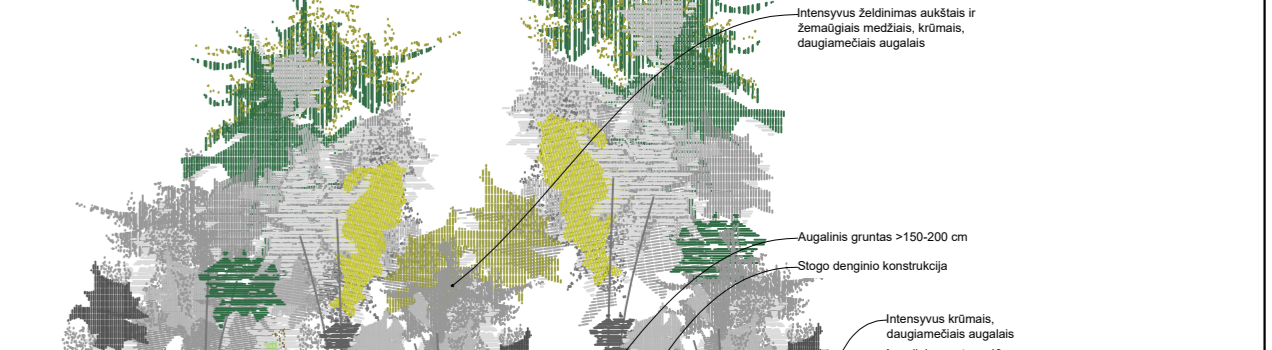 Intensyvus želdinimas aukštais ir
žemaūgiais medžiais, krūmais,
daugiamečiais augalais
Augalinis gruntas >150-200 cm
Stogo denginio konstrukcija
Intensyvus krūmais,
daugiamečiais augalais